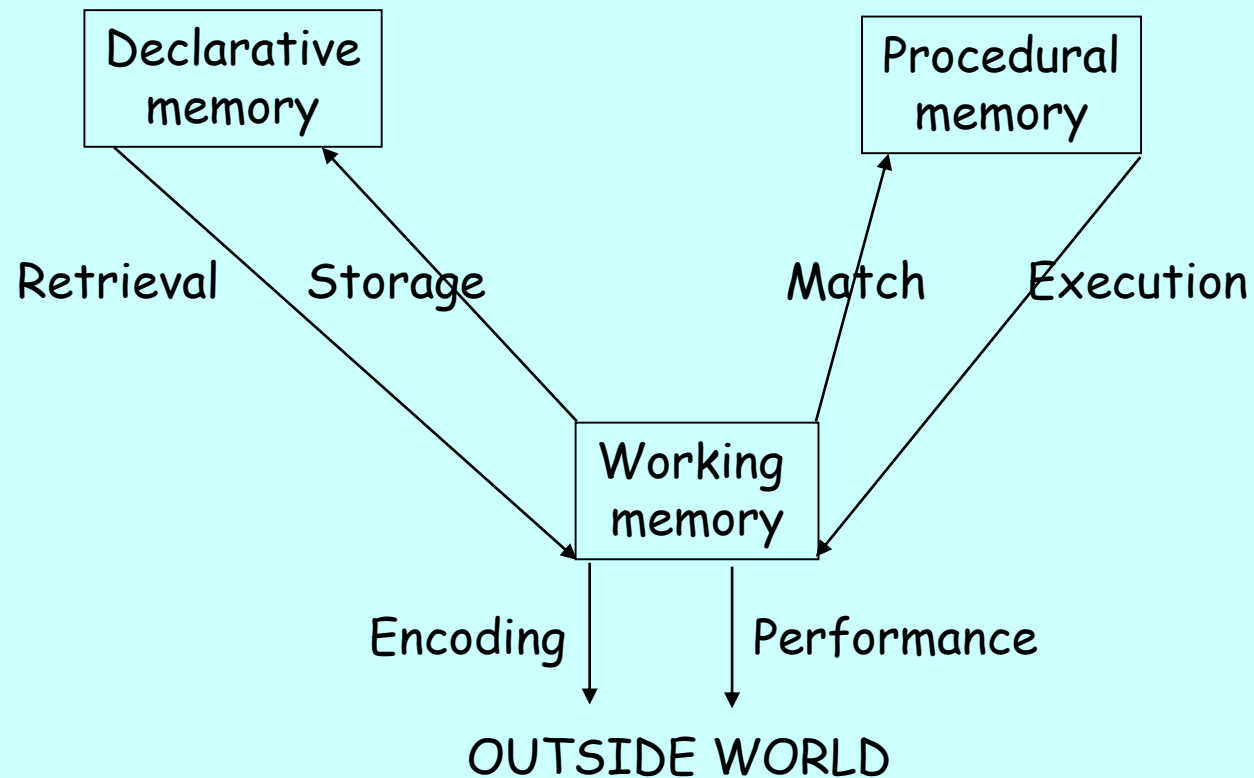 Declarative
memory
Procedural
memory
Retrieval
Storage
Match
Execution
Working
memory
Encoding
Performance
OUTSIDE WORLD